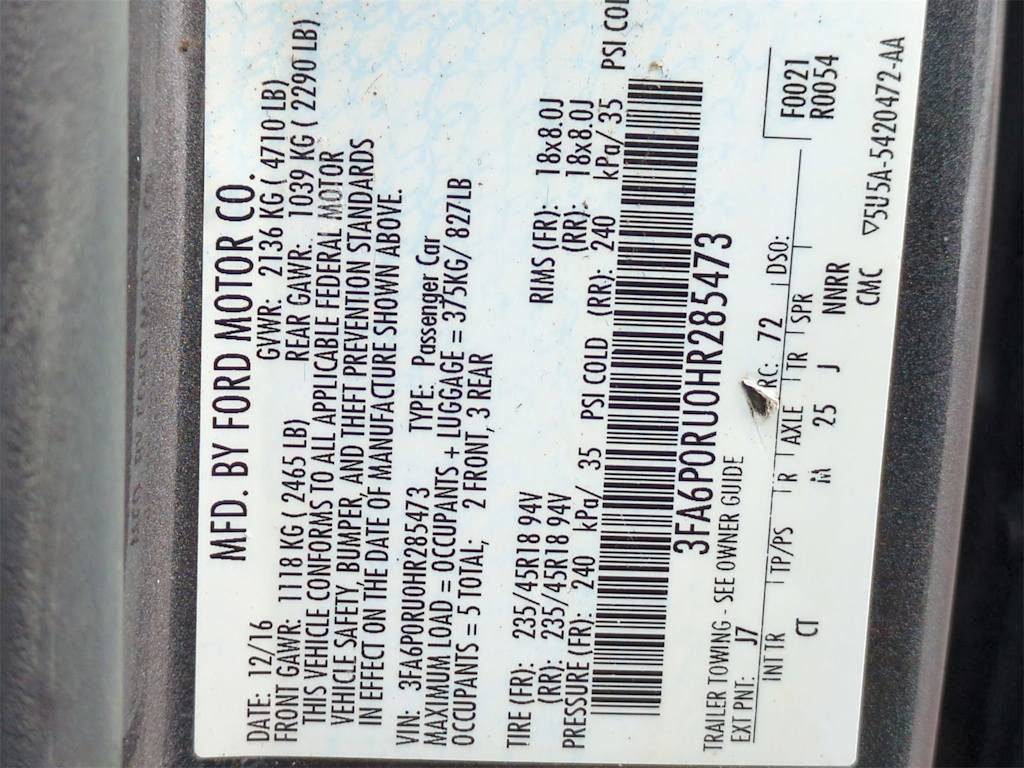 MFD. BY FORD MOTOR CO.
DATE: 12/16 GVWR: 2136 KG ( 4710 LB)
FRONT GAWR: 1118 KG ( 2465 LB) REAR GAWR: 1039 KG ( 2290 LB)
THIS VEHICLE CONFORMS TO ALL APPLICABLE FEDERAL MOTOR
VEHICLE SAFETY, BUMPER, AND THEFT PREVENTION STANDARDS
IN EFFECT ON THE DATE OF MANUFACTURE SHOWN ABOVE.
VIN: 3FA6P0RU0HR285473 TYPE: Passenger Car
MAXIMUM LOAD = OCCUPANTS + LUGGAGE = 375KG/ 827LB
OCCUPANTS = 5 TOTAL; 2 FRONT, 3 REAR
TIRE (FR): 235/45R18 94V RIMS (FR): 18x8.0J
(RR): 235/45R18 94V (RR): 18x8.0J
PRESSURE (FR): 240 kPa/ 35 PSI COLD (RR): 240 kPa/ 35 PSI COL
3FA6P0RU0HR285473
TRAILER TOWING - SEE OWNER GUIDE
F0021
R0054
EXT PNT: J7 RC: 72 DSO:
INT TR TP/PS R AXLE TR SPR
CT M 25 J NNRR
CMC
▽5U5A-5420472-AA